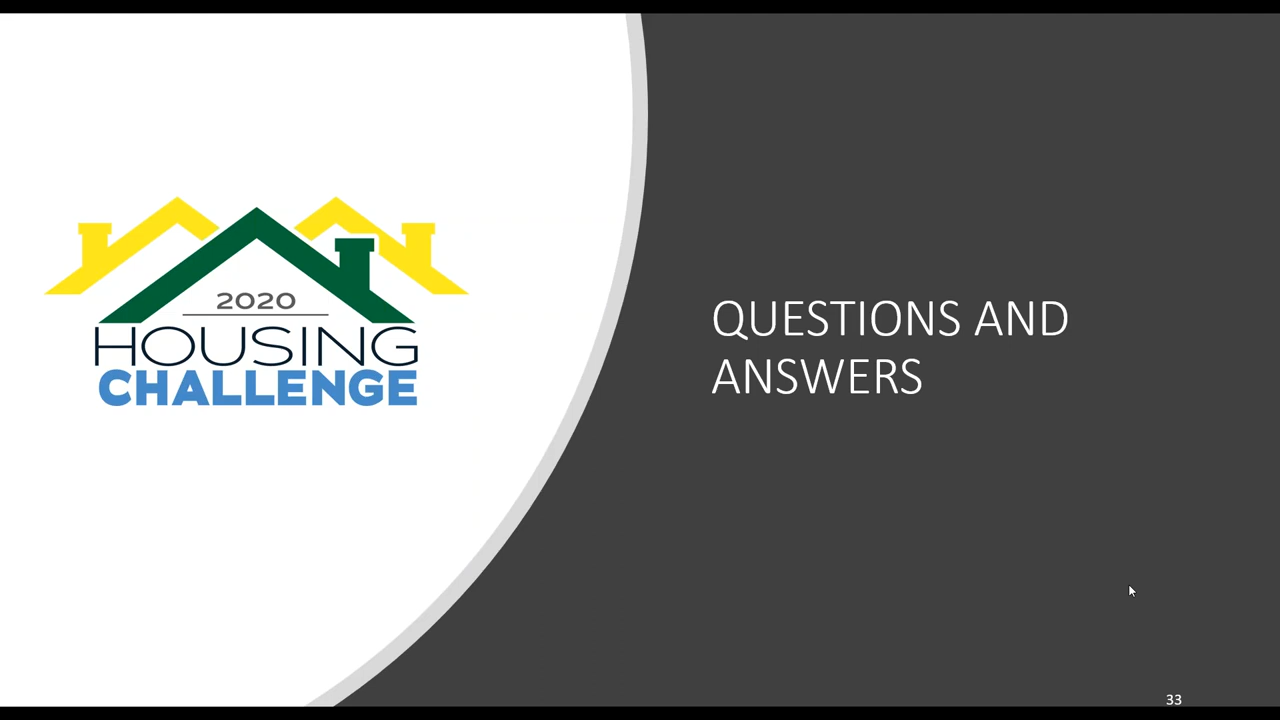 2020
HOUSING
CHALLENGE
QUESTIONS AND
ANSWERS
33